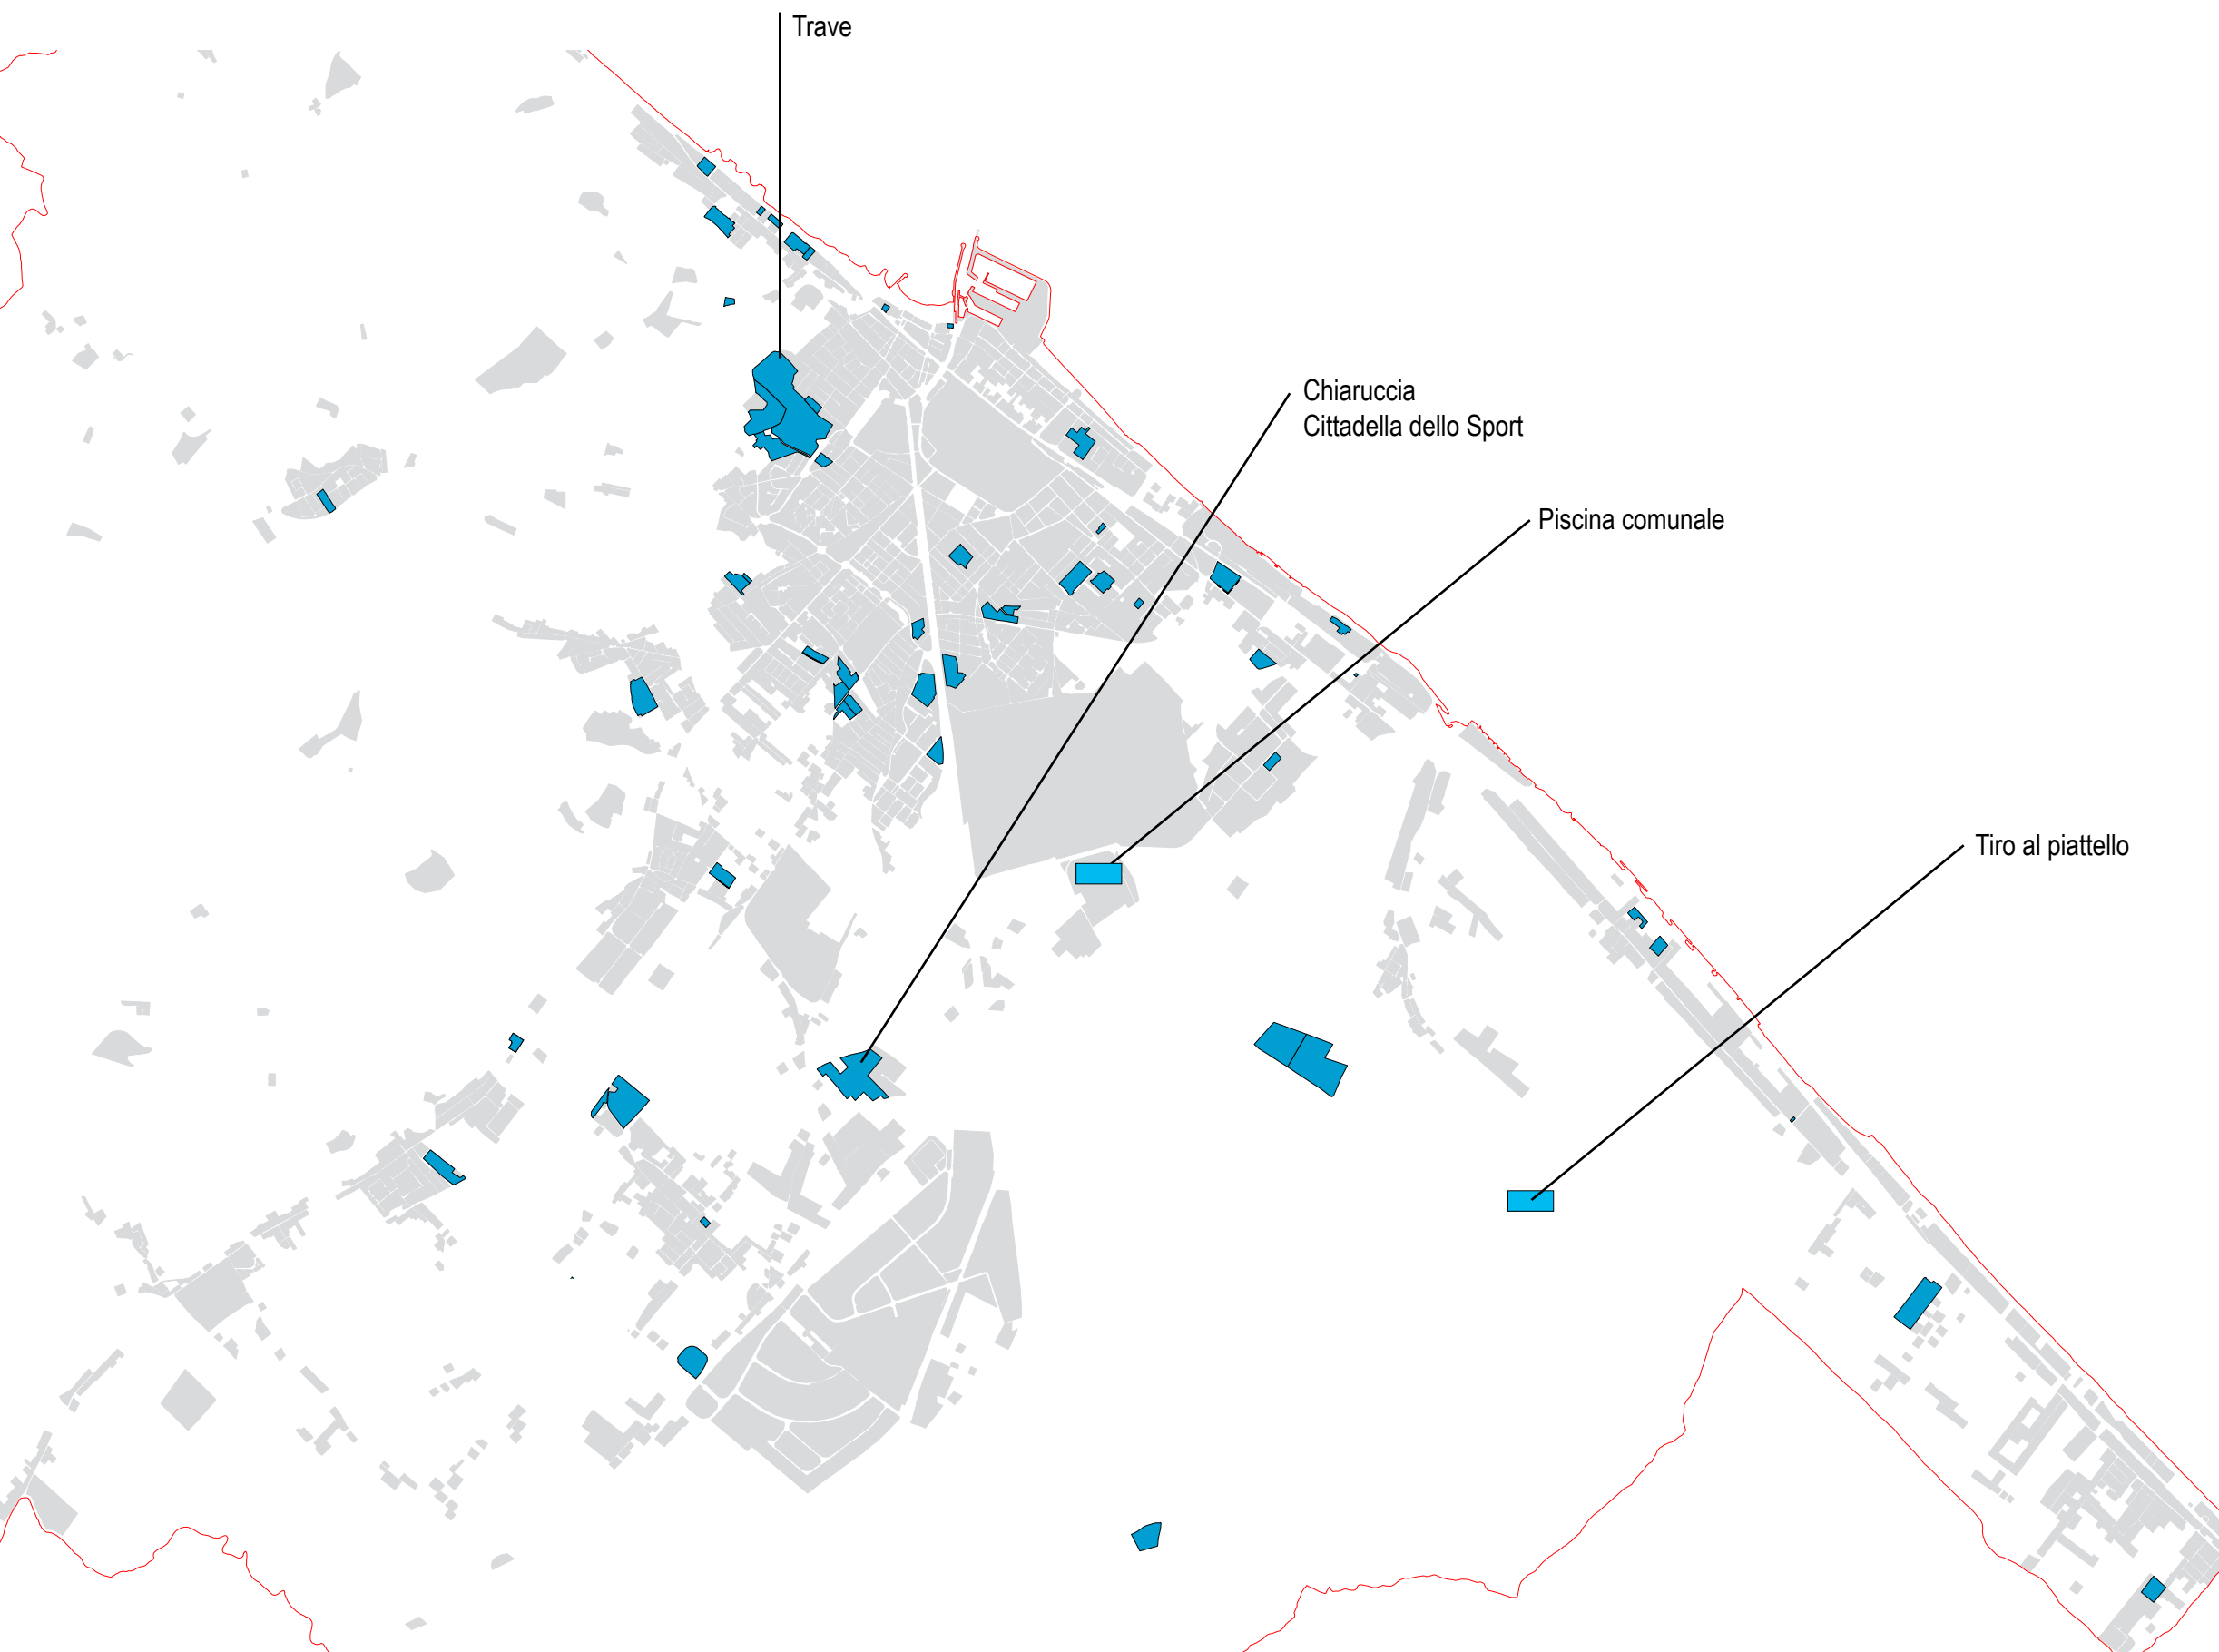 Trave
Chiaruccia
Cittadella dello Sport
Piscina comunale
Tiro al piattello